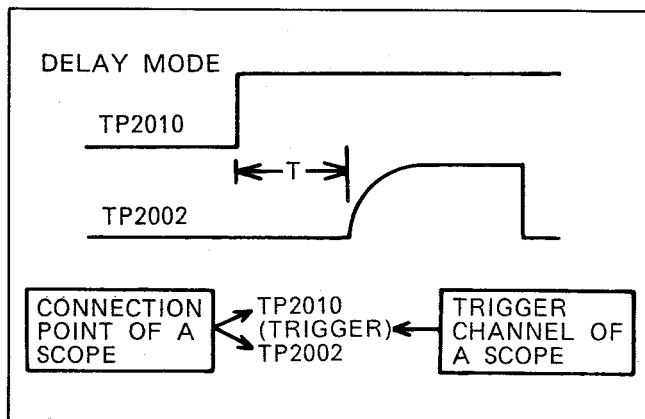 DELAY MODE
TP2010
T
TP2002
CONNECTION
POINT OF A
SCOPE
TP2010
(TRIGGER)
TP2002
TRIGGER
CHANNEL OF
A SCOPE